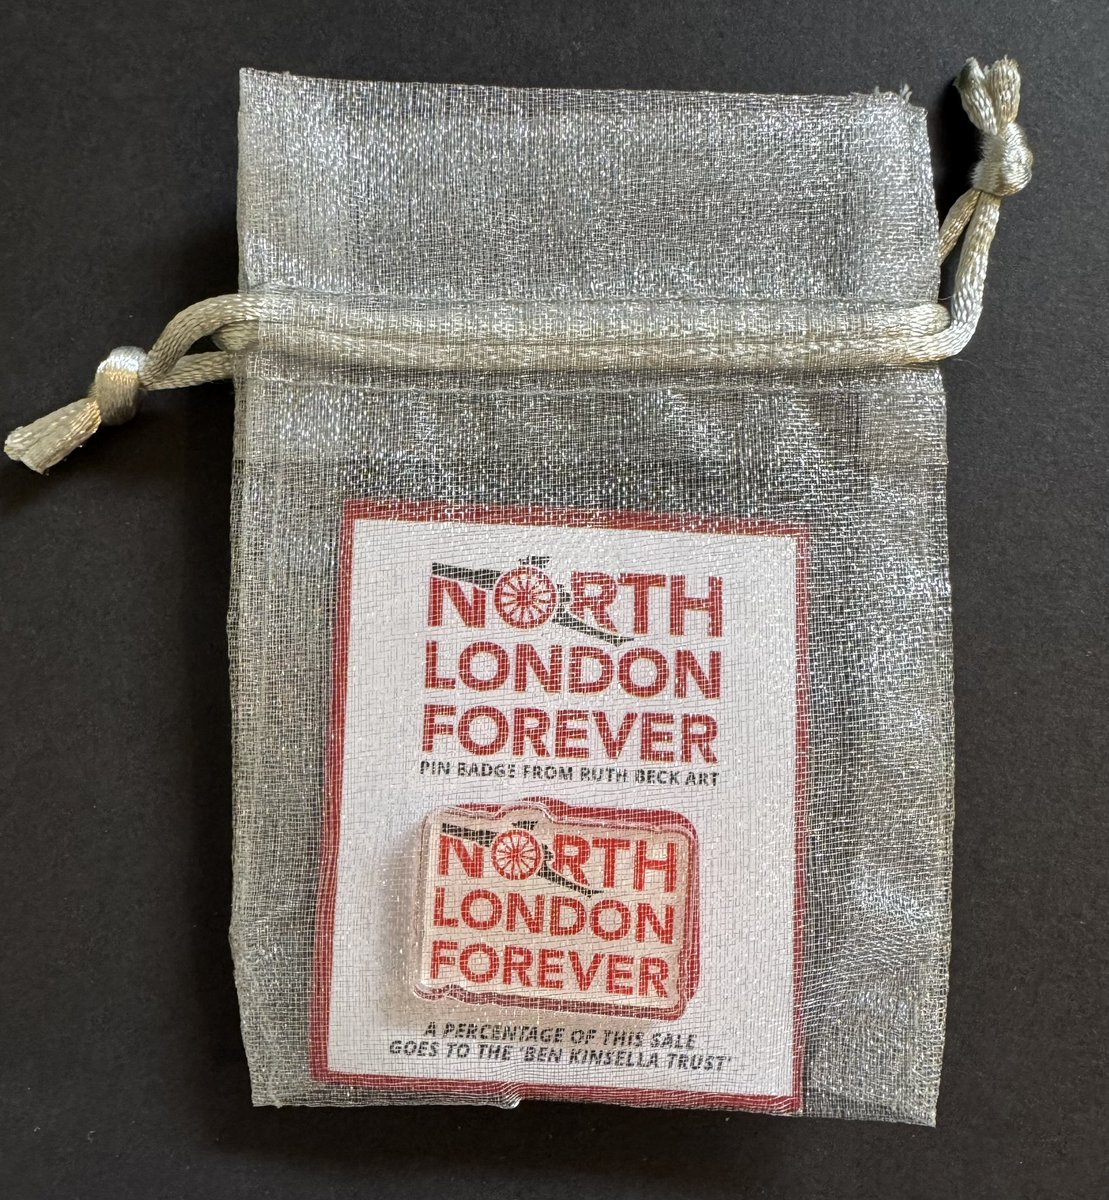 NORTH
LONDON
FOREVER
PIN BADGE FROM RUTH BECK ART
NORTH
LONDON
FOREVER
A PERCENTAGE OF THIS SALE
GOES TO THE 'BEN KINSELLA TRUST'